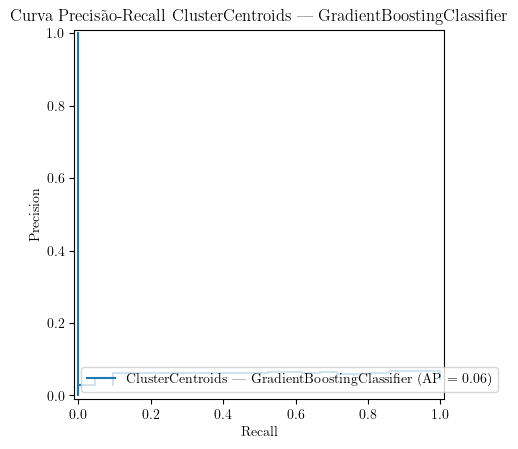 Curva Precisão-Recall ClusterCentroids — GradientBoostingClassifier
1.0
0.8
0.6
0.4
0.2
0.0
Precision
ClusterCentroids — GradientBoostingClassifier (AP = 0.06)
0.0 0.2 0.4 0.6 0.8 1.0
Recall